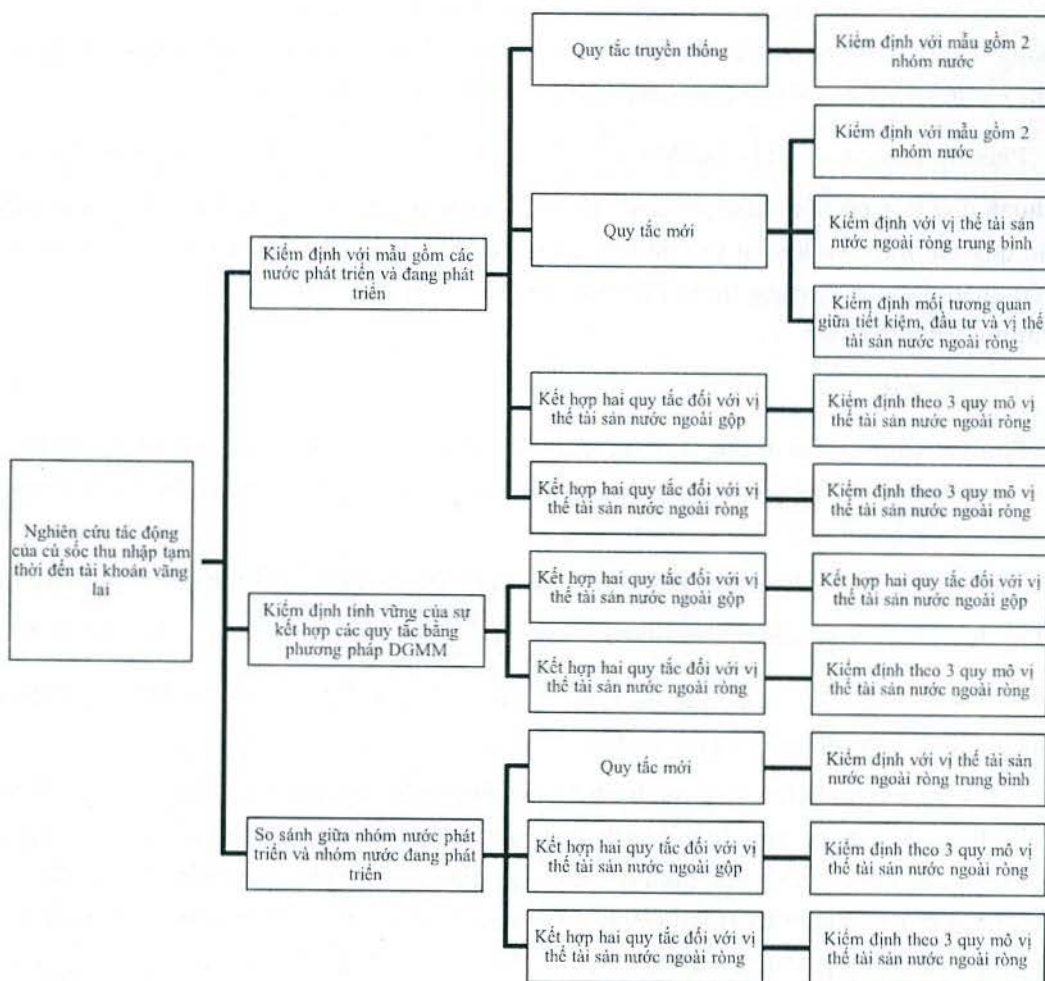 Nghiên cứu tác động
của cú sốc thu nhập tạm
thời đến tài khoản vãng
lai
Kiểm định với mẫu gồm các
nước phát triển và đang phát
triển
Quy tắc truyền thống
Kiểm định với mẫu gồm 2
nhóm nước
Quy tắc mới
Kiểm định với mẫu gồm 2
nhóm nước
Kiểm định với vị thế tài sản
nước ngoài ròng trung bình
Kiểm định mối tương quan
giữa tiết kiệm, đầu tư và vị thế
tài sản nước ngoài ròng
Kết hợp hai quy tắc đối với vị
thế tài sản nước ngoài gộp
Kiểm định theo 3 quy mô vị
thế tài sản nước ngoài ròng
Kết hợp hai quy tắc đối với vị
thế tài sản nước ngoài ròng
Kiểm định theo 3 quy mô vị
thế tài sản nước ngoài ròng
Kiểm định tính vững của sự
kết hợp các quy tắc bằng
phương pháp DGMM
Kết hợp hai quy tắc đối với vị
thế tài sản nước ngoài gộp
Kết hợp hai quy tắc đối với vị
thế tài sản nước ngoài gộp
Kết hợp hai quy tắc đối với vị
thế tài sản nước ngoài ròng
Kiểm định theo 3 quy mô vị
thế tài sản nước ngoài ròng
So sánh giữa nhóm nước phát
triển và nhóm nước đang phát
triển
Quy tắc mới
Kiểm định với vị thế tài sản
nước ngoài ròng trung bình
Kết hợp hai quy tắc đối với vị
thế tài sản nước ngoài gộp
Kiểm định theo 3 quy mô vị
thế tài sản nước ngoài ròng
Kết hợp hai quy tắc đối với vị
thế tài sản nước ngoài ròng
Kiểm định theo 3 quy mô vị
thế tài sản nước ngoài ròng